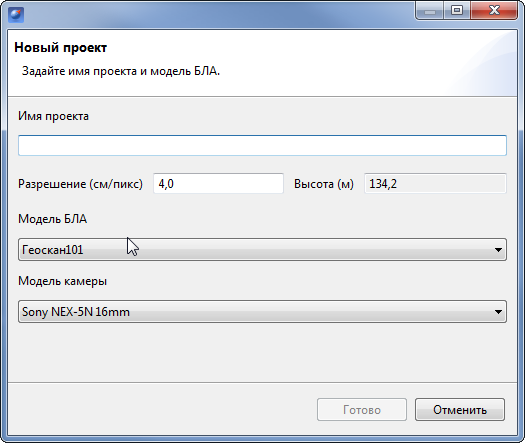 Новый проект
Задайте имя проекта и модель БЛА.
Имя проекта
Разрешение (см/пикс) 4,0 Высота (м) 134,2
Модель БЛА
Геоскан101
Модель камеры
Sony NEX-5N 16mm
Готово Отменить